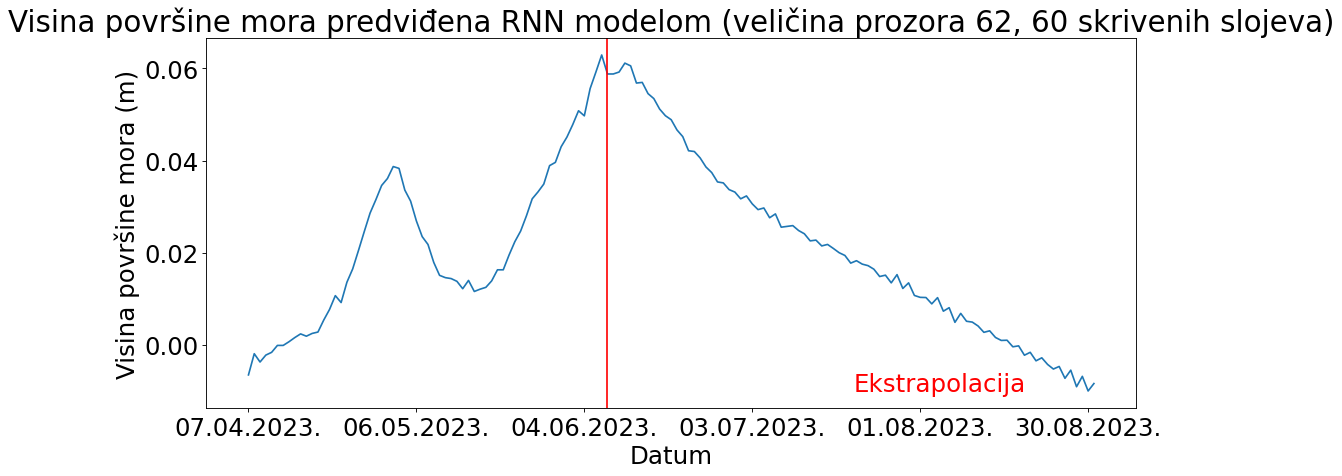 Visina površine mora predviđena RNN modelom (veličina prozora 62, 60 skrivenih slojeva)
Visina površine mora (m)
0.06
0.04
0.02
0.00
Ekstrapolacija
07.04.2023. 06.05.2023. 04.06.2023. 03.07.2023. 01.08.2023. 30.08.2023.
Datum